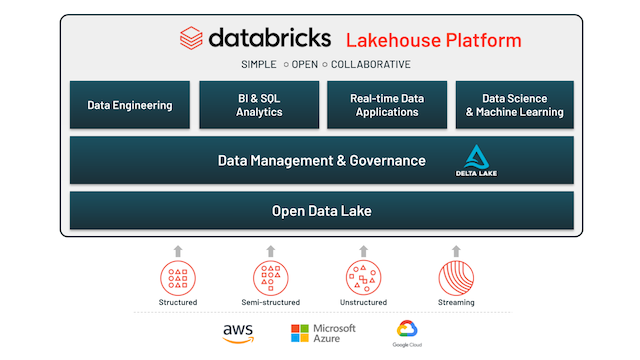 databricks Lakehouse Platform
SIMPLE OPEN COLLABORATIVE
Data Engineering
BI & SQL
Analytics
Real-time Data
Applications
Data Science
& Machine Learning
Data Management & Governance
DELTA LAKE
Open Data Lake
Structured
Semi-structured
Unstructured
Streaming
aws
Microsoft
Azure
Google Cloud